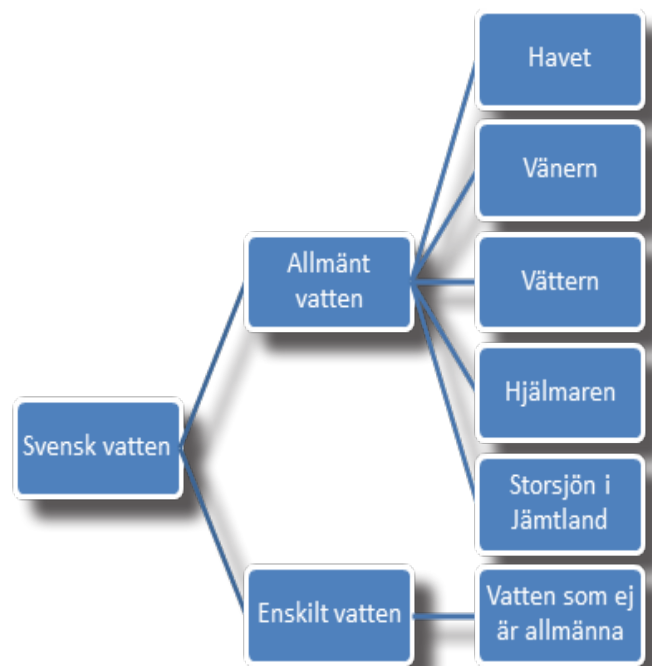 Havet
Vänern
Allmänt
vatten
Vättern
Hjälmaren
Svensk vatten
Storsjön i
Jämtland
Enskilt vatten
Vatten som ej
är allmänna